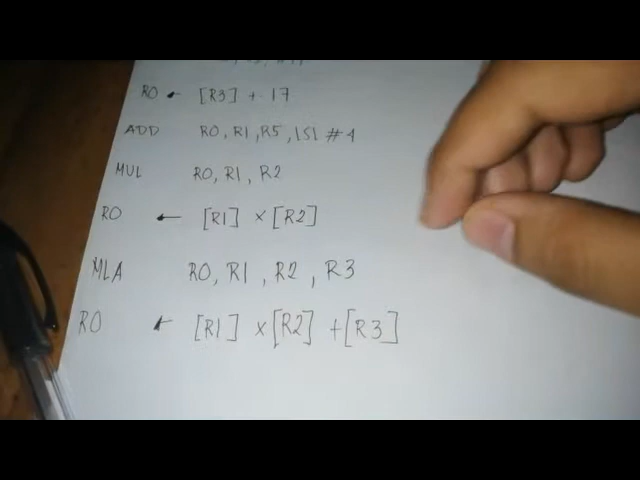 R0 ← [R3] + 17
ADD R0, R1, R5, LSL #4
MUL R0, R1, R2
R0 ← [R1] × [R2]
MLA R0, R1, R2, R3
R0 ← [R1] × [R2] + [R3]